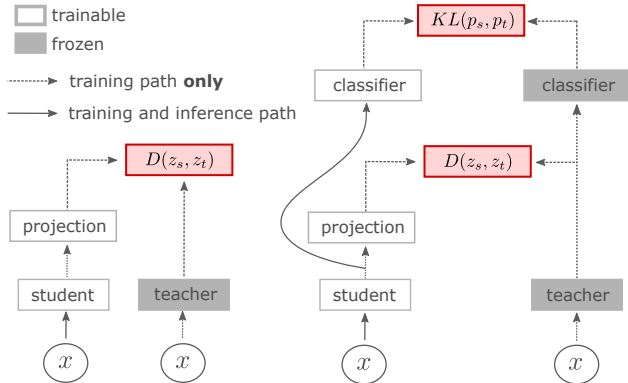 trainable
frozen
training path only
training and inference path
D(z_s, z_t)
projection
student
teacher
x
x
KL(p_s, p_t)
classifier
classifier
D(z_s, z_t)
projection
student
teacher
x
x